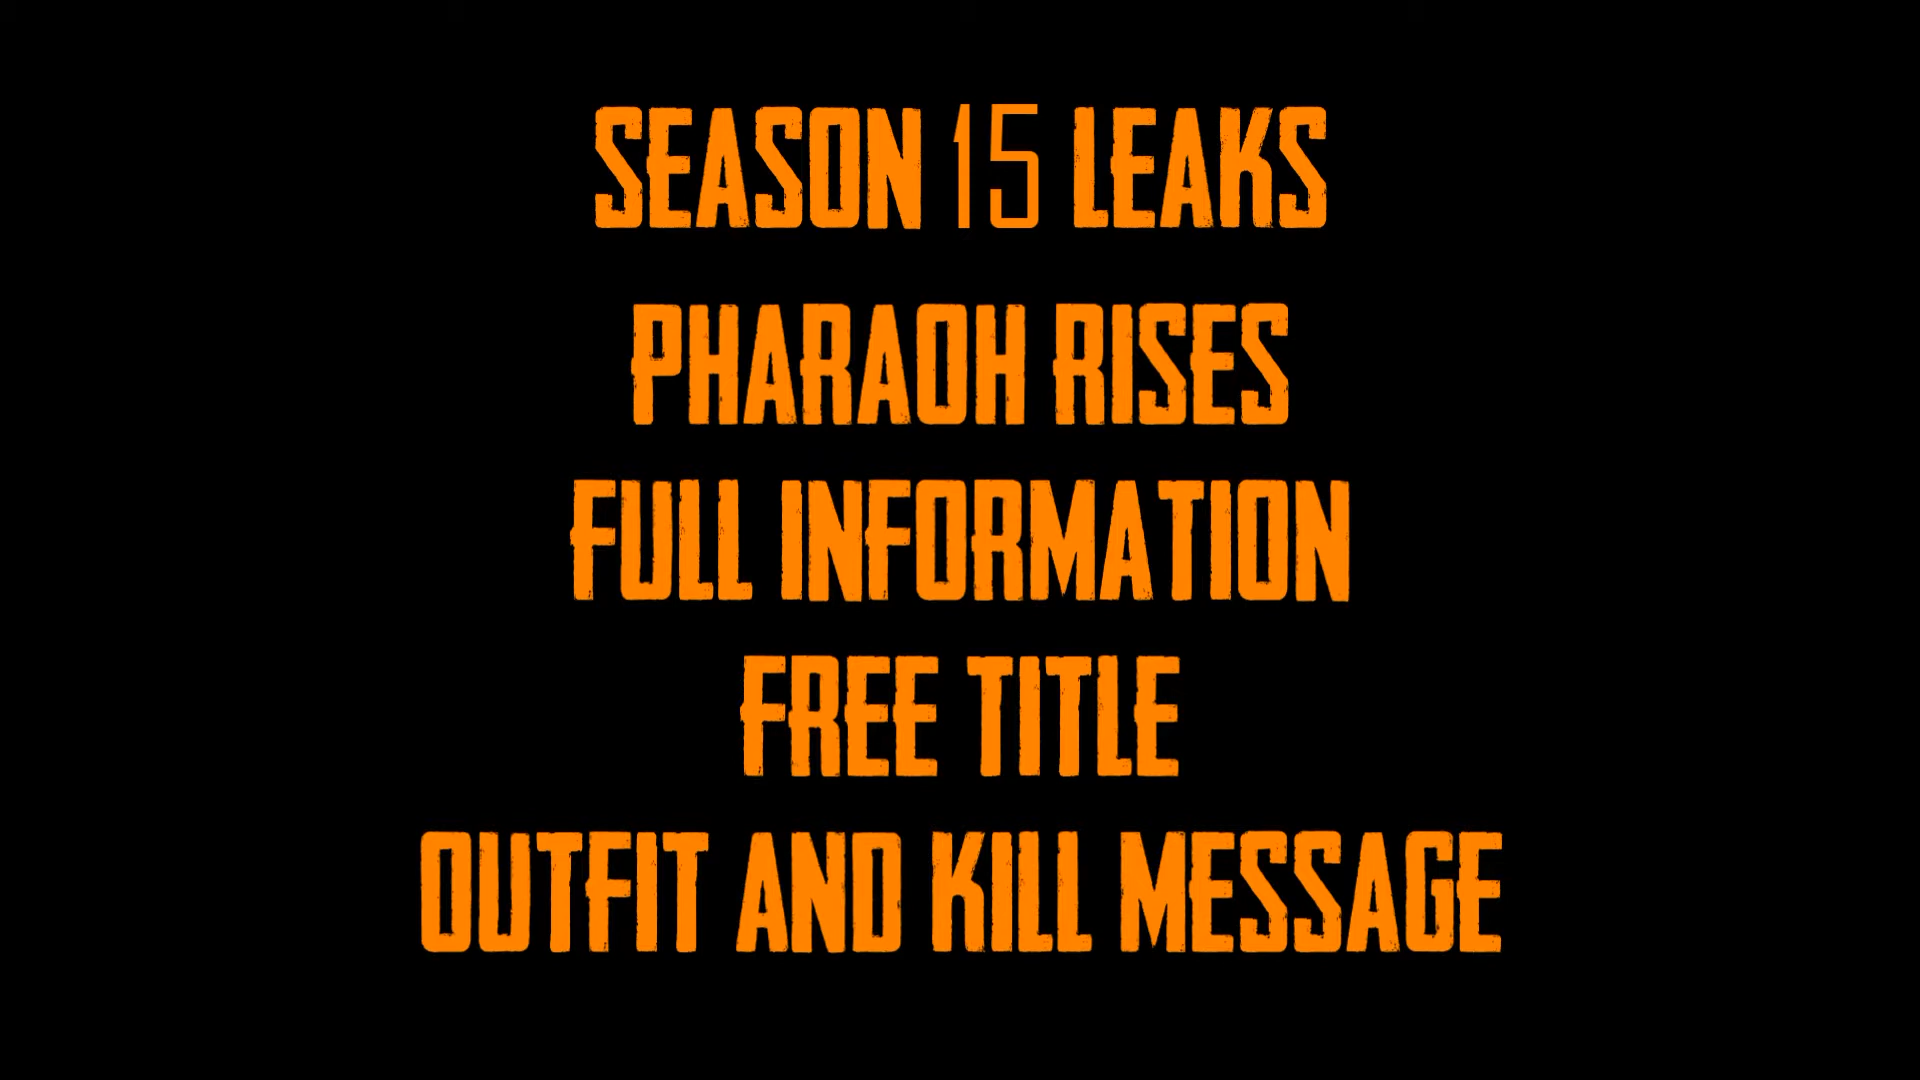 SEASON 15 LEAKS
PHARAOH RISES
FULL INFORMATION
FREE TITLE
OUTFIT AND KILL MESSAGE